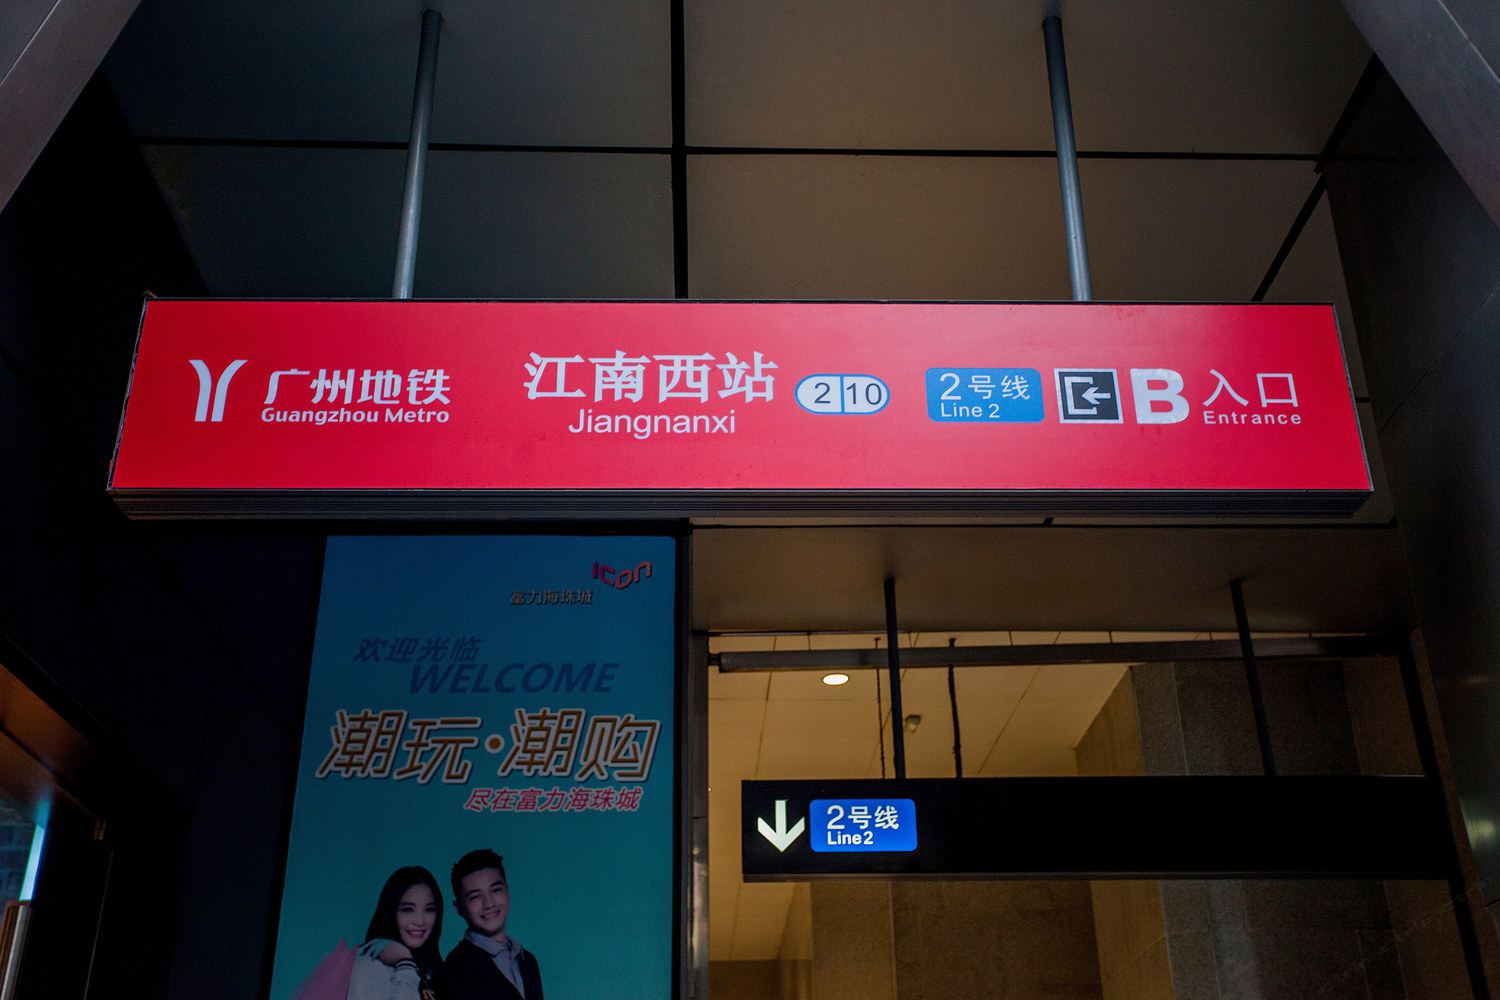 广州地铁
Guangzhou Metro
江南西站
Jiangnanxi
2 10
2号线
Line 2
B
入口
Entrance
icon
富力海珠城
欢迎光临
WELCOME
潮玩·潮购
尽在富力海珠城
2号线
Line2